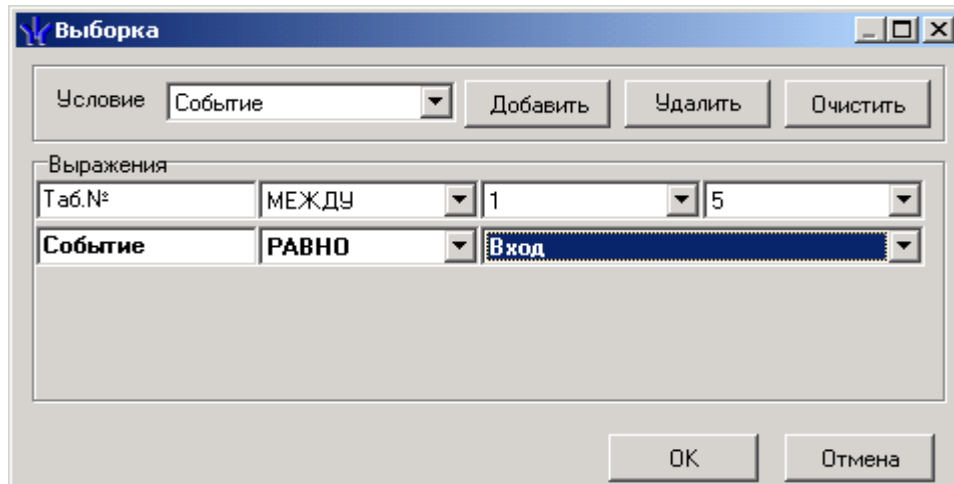 Выборка
Условие Событие Добавить Удалить Очистить
Выражения
Таб.№ МЕЖДУ 1 5
Событие РАВНО Вход
OK Отмена